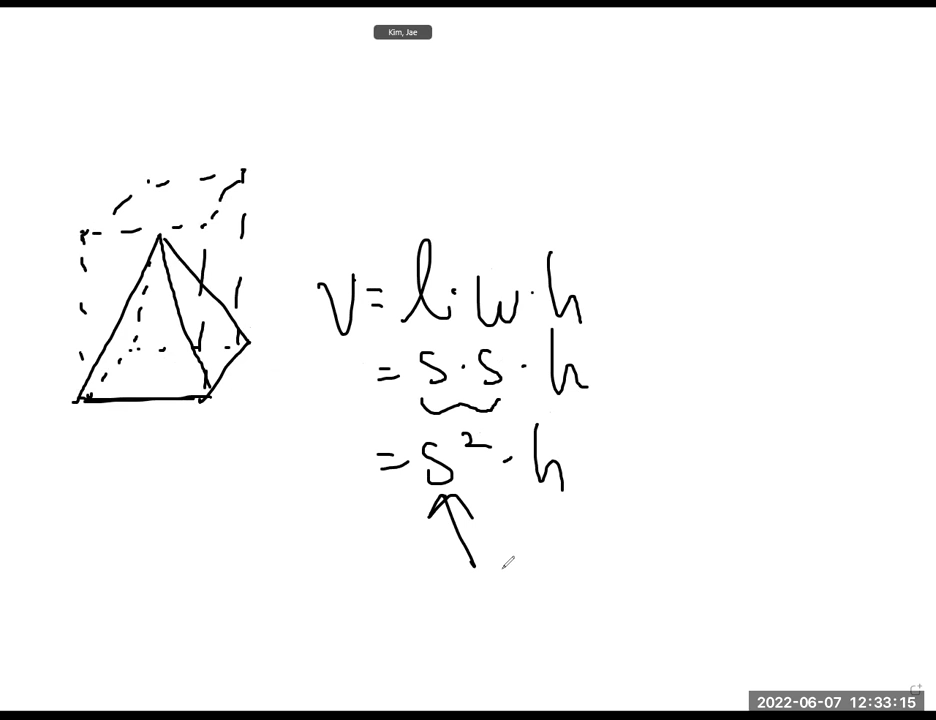 Kim, Jae
V = l · w · h
= s · s · h
= s² · h
2022-06-07 12:33:15